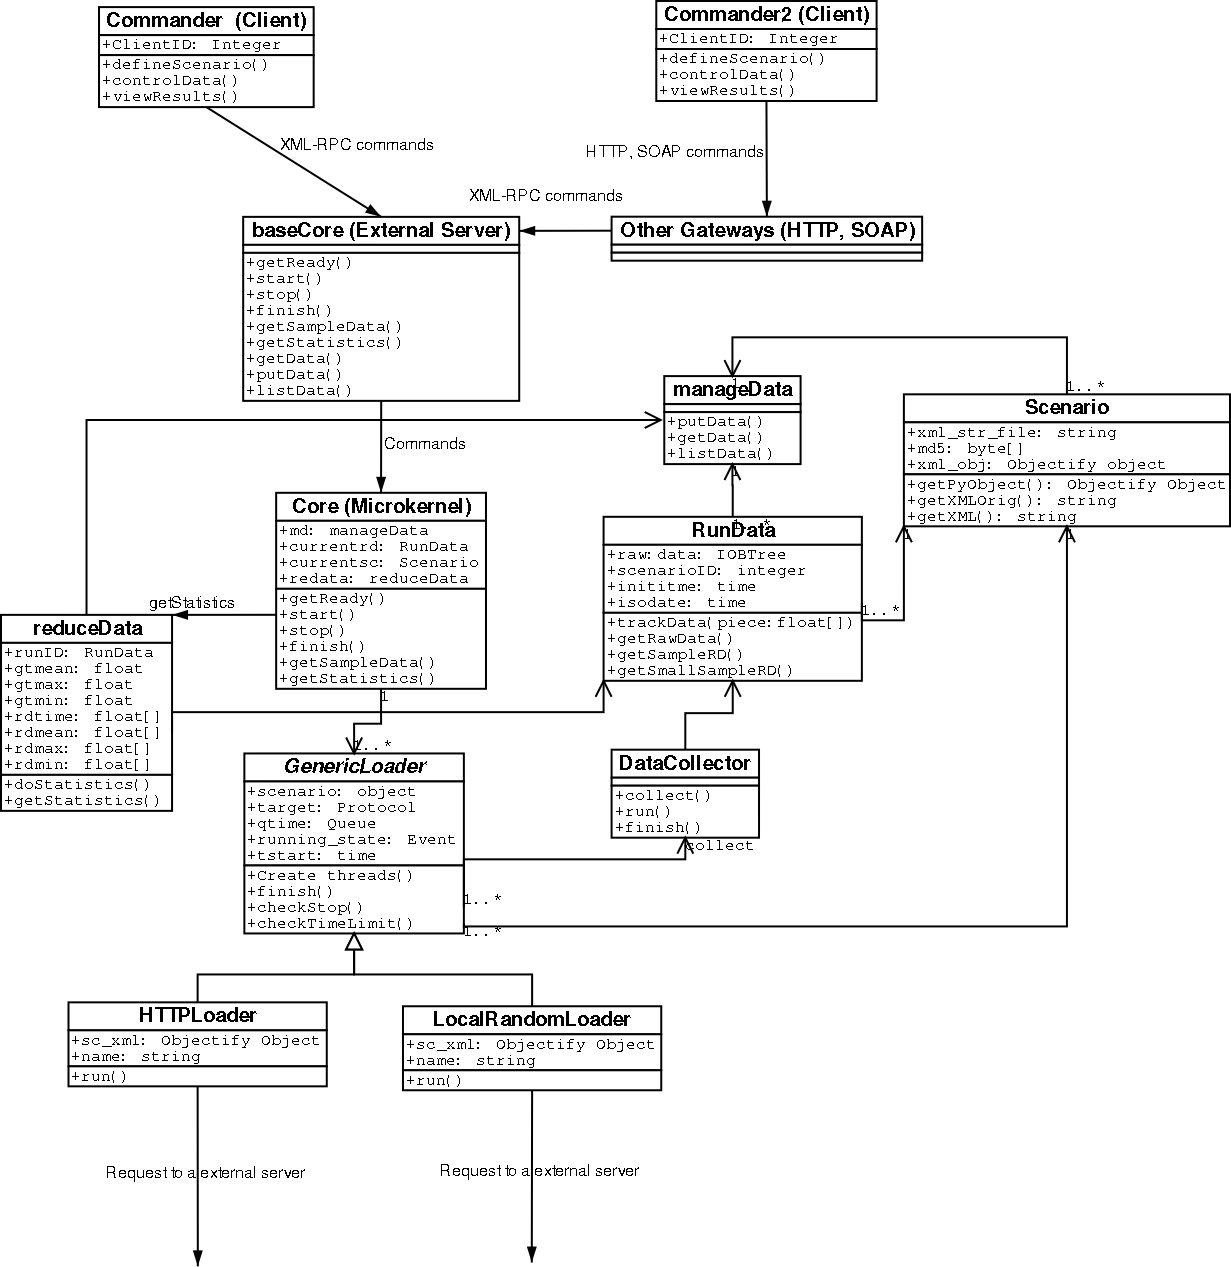 Commander (Client)
+ClientID: Integer
+defineScenario()
+controlData()
+viewResults()
Commander2 (Client)
+ClientID: Integer
+defineScenario()
+controlData()
+viewResults()
XML-RPC commands
HTTP, SOAP commands
XML-RPC commands
baseCore (External Server)
+getReady()
+start()
+stop()
+finish()
+getSampleData()
+getStatistics()
+getData()
+putData()
+listData()
Other Gateways (HTTP, SOAP)
1
manageData
+putData()
+getData()
+listData()
1
1..*
Scenario
+xml_str_file: string
+md5: byte[]
+xml_obj: Objectify object
+getPyObject(): Objectify Object
+getXMLOrig(): string
+getXML(): string
1
1
Commands
Core (Microkernel)
+md: manageData
+currentrd: RunData
+currentsc: Scenario
+redata: reduceData
+getReady()
+start()
+stop()
+finish()
+getSampleData()
+getStatistics()
1
1..*
RunData
+raw:data: IOBTree
+scenarioID: integer
+inititme: time
+isodate: time
+trackData(piece:float[])
+getRawData()
+getSampleRD()
+getSmallSampleRD()
1..*
getStatistics
reduceData
+runID: RunData
+gtmean: float
+gtmax: float
+gtmin: float
+rdtime: float[]
+rdmean: float[]
+rdmax: float[]
+rdmin: float[]
+doStatistics()
+getStatistics()
1..*
GenericLoader
+scenario: object
+target: Protocol
+qtime: Queue
+running_state: Event
+tstart: time
+Create threads()
+finish()
+checkStop()
+checkTimeLimit()
DataCollector
+collect()
+run()
+finish()
collect
1..*
1..*
HTTPLoader
+sc_xml: Objectify Object
+name: string
+run()
LocalRandomLoader
+sc_xml: Objectify Object
+name: string
+run()
Request to a external server
Request to a external server